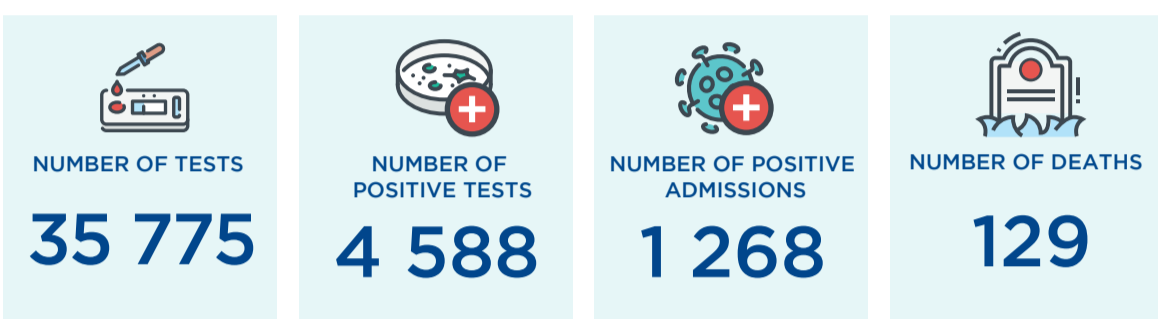 NUMBER OF TESTS
35 775
NUMBER OF
POSITIVE TESTS
4 588
NUMBER OF POSITIVE
ADMISSIONS
1 268
NUMBER OF DEATHS
129